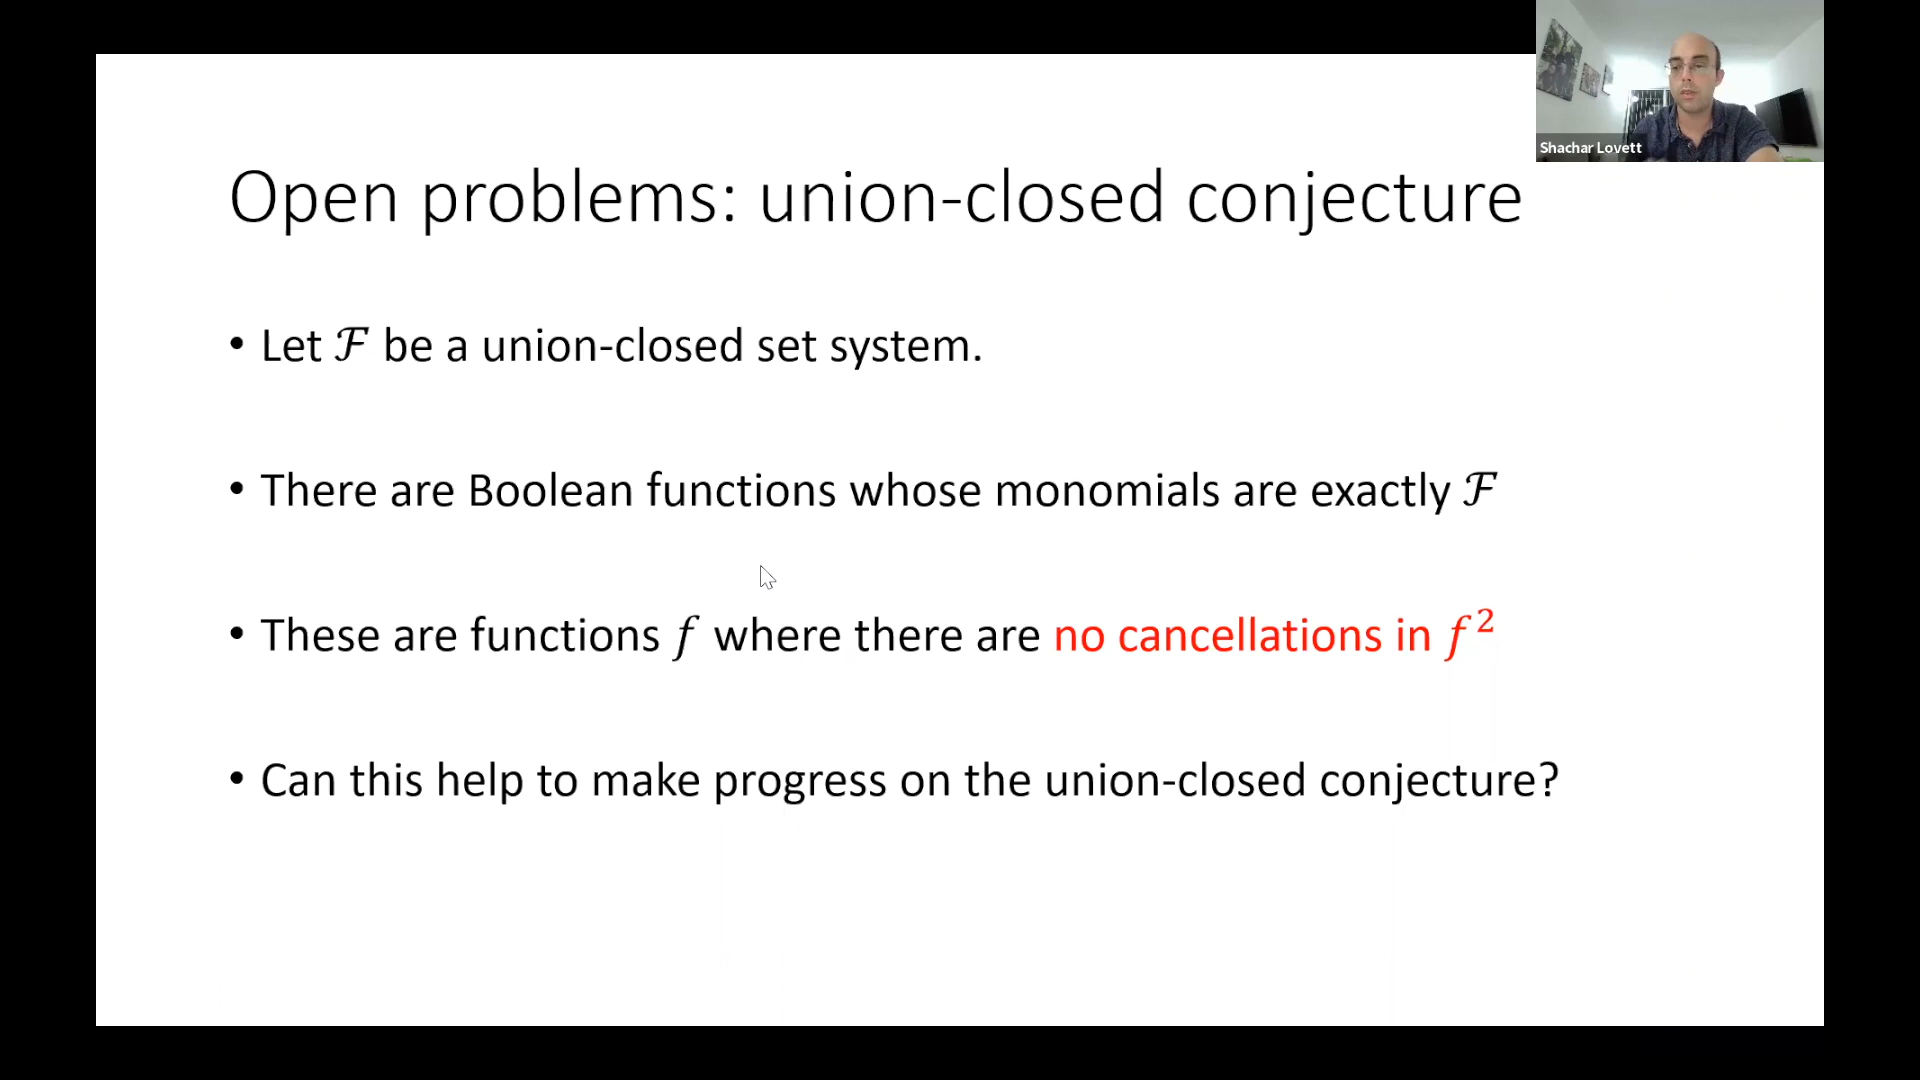 Shachar Lovett
Open problems: union-closed conjecture
• Let ℱ be a union-closed set system.
• There are Boolean functions whose monomials are exactly ℱ
• These are functions f where there are no cancellations in f²
• Can this help to make progress on the union-closed conjecture?